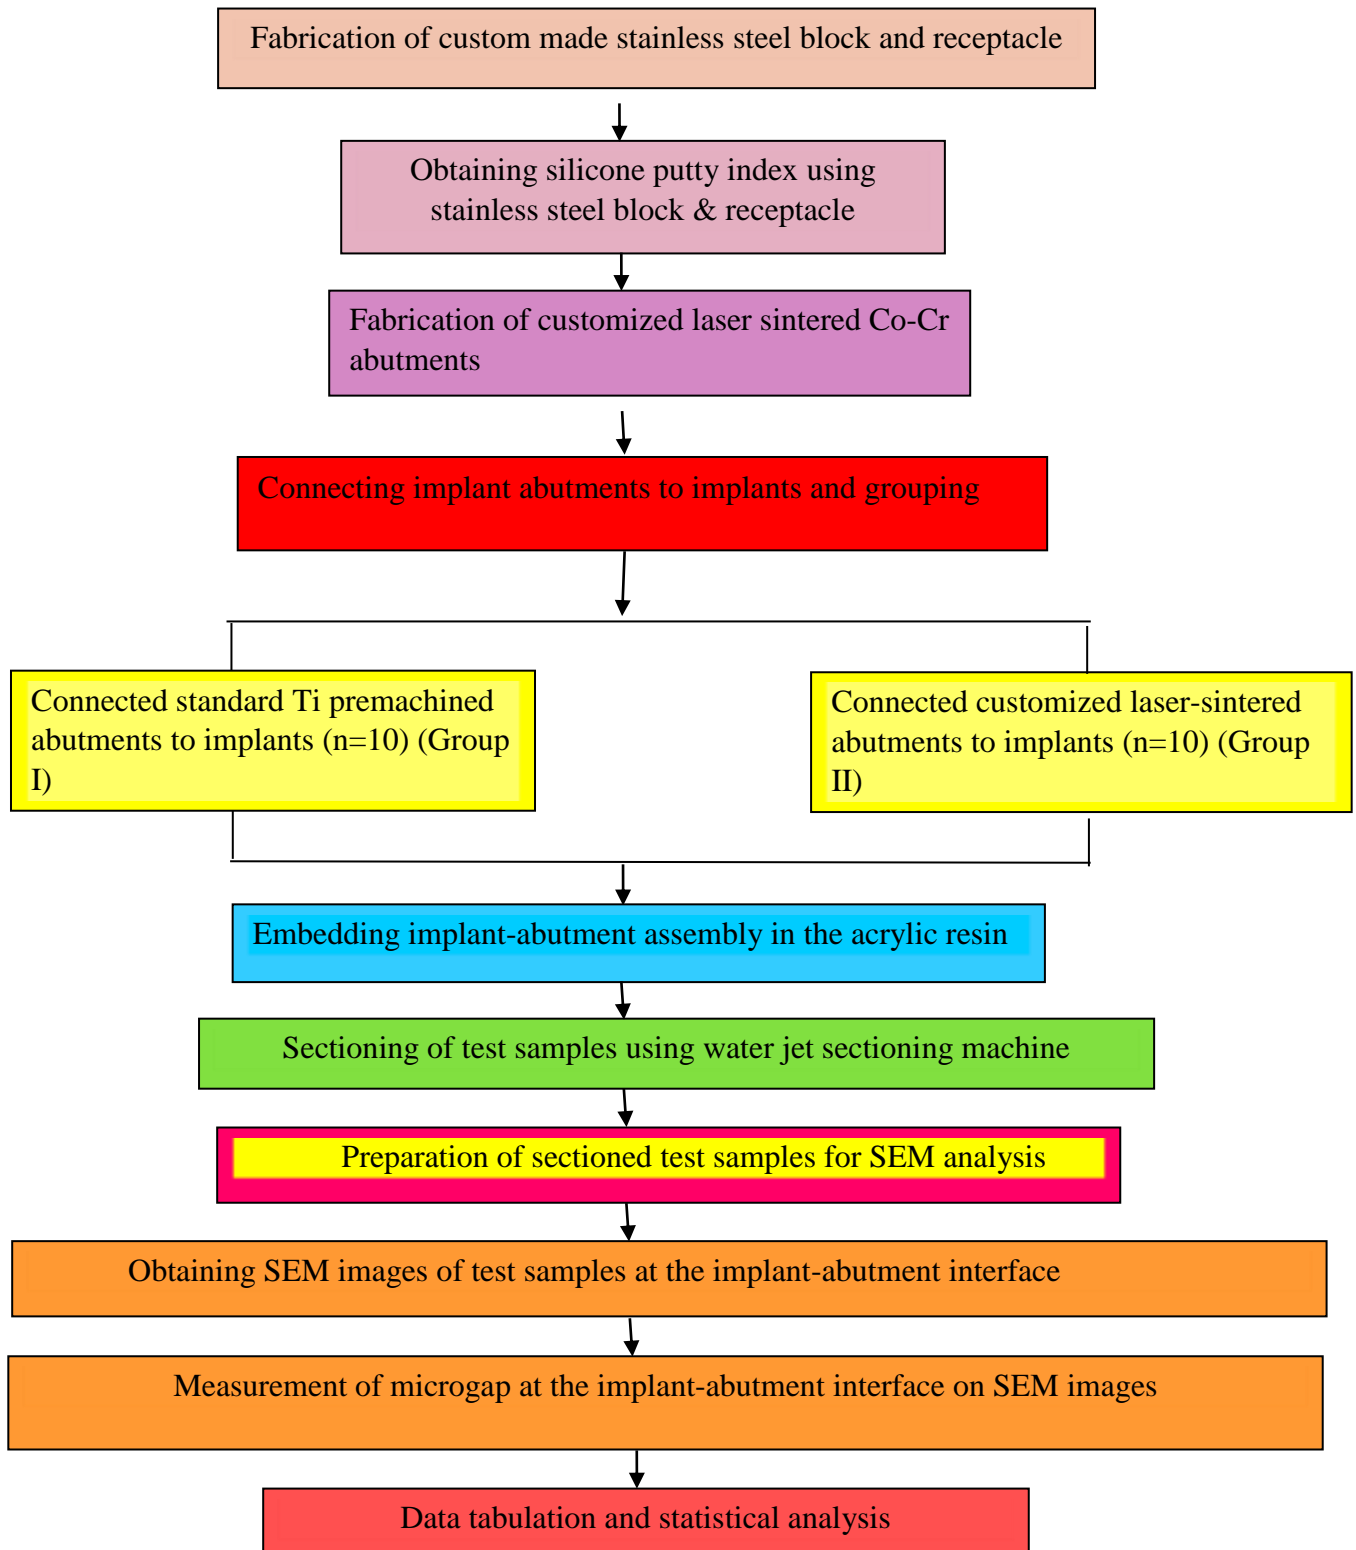 Fabrication of custom made stainless steel block and receptacle
Obtaining silicone putty index using
stainless steel block & receptacle
Fabrication of customized laser sintered Co-Cr
abutments
Connecting implant abutments to implants and grouping
Connected standard Ti premachined
abutments to implants (n=10) (Group
I)
Connected customized laser-sintered
abutments to implants (n=10) (Group
II)
Embedding implant-abutment assembly in the acrylic resin
Sectioning of test samples using water jet sectioning machine
Preparation of sectioned test samples for SEM analysis
Obtaining SEM images of test samples at the implant-abutment interface
Measurement of microgap at the implant-abutment interface on SEM images
Data tabulation and statistical analysis